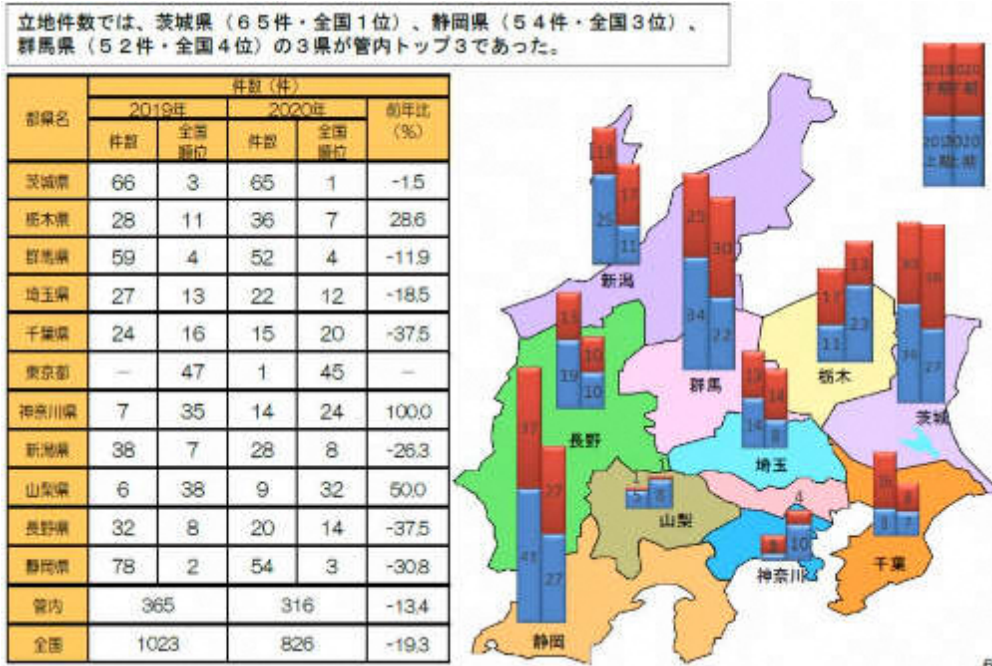 立地件数では、茨城県（６５件・全国１位）、静岡県（５４件・全国３位）、
群馬県（５２件・全国４位）の３県が管内トップ３であった。
都県名 件数（件）
2019年 2020年 前年比（%）
件数 全国順位 件数 全国順位
茨城県 66 3 65 1 -1.5
栃木県 28 11 36 7 28.6
群馬県 59 4 52 4 -11.9
埼玉県 27 13 22 12 -18.5
千葉県 24 16 15 20 -37.5
東京都 － 47 1 45 －
神奈川県 7 35 14 24 100.0
新潟県 38 7 28 8 -26.3
山梨県 6 38 9 32 50.0
長野県 32 8 20 14 -37.5
静岡県 78 2 54 3 -30.8
管内 365 316 -13.4
全国 1023 826 -19.3
17
25 11
新潟
25 30
34 22
群馬
17 13
11 23
栃木
27
茨城
13 10
19 10
長野
14
14 8
埼玉
1
5
山梨
4
10
神奈川
8
7
千葉
37 27
41 27
静岡